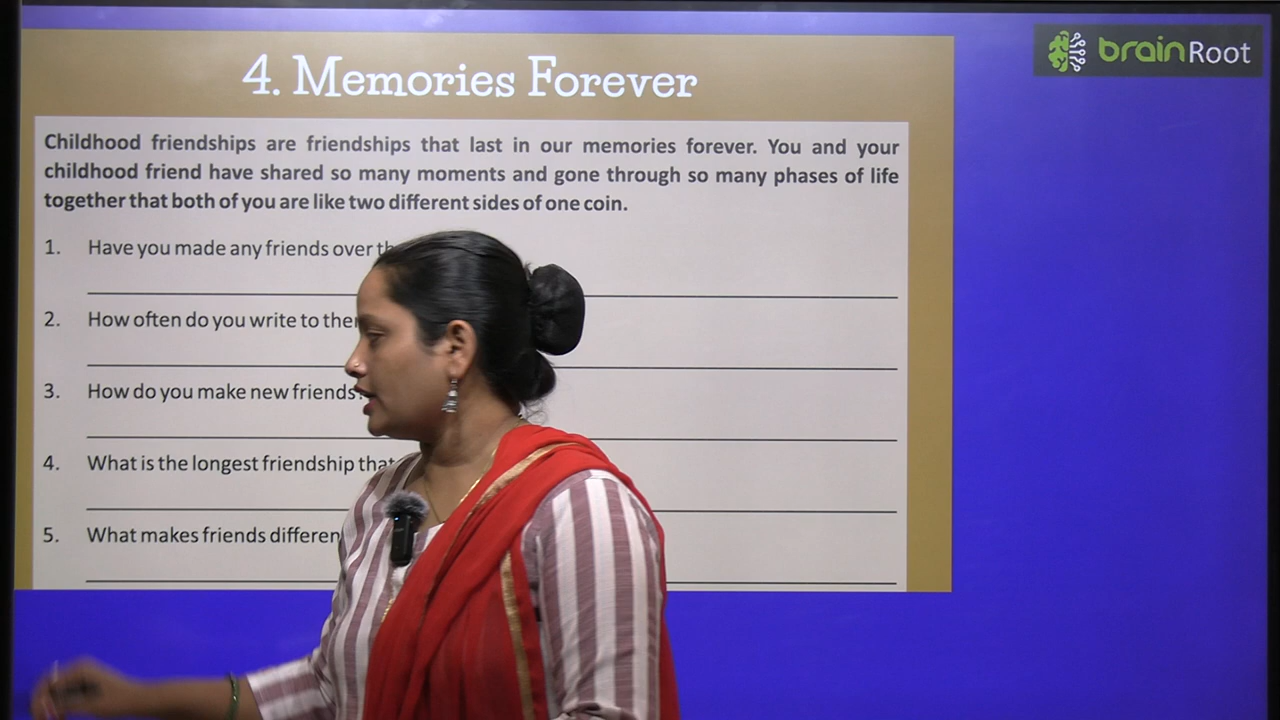 brainRoot
4. Memories Forever
Childhood friendships are friendships that last in our memories forever. You and your
childhood friend have shared so many moments and gone through so many phases of life
together that both of you are like two different sides of one coin.
1. Have you made any friends over
2. How often do you write to
3. How do you make new friends?
4. What is the longest friendship that
5. What makes friends